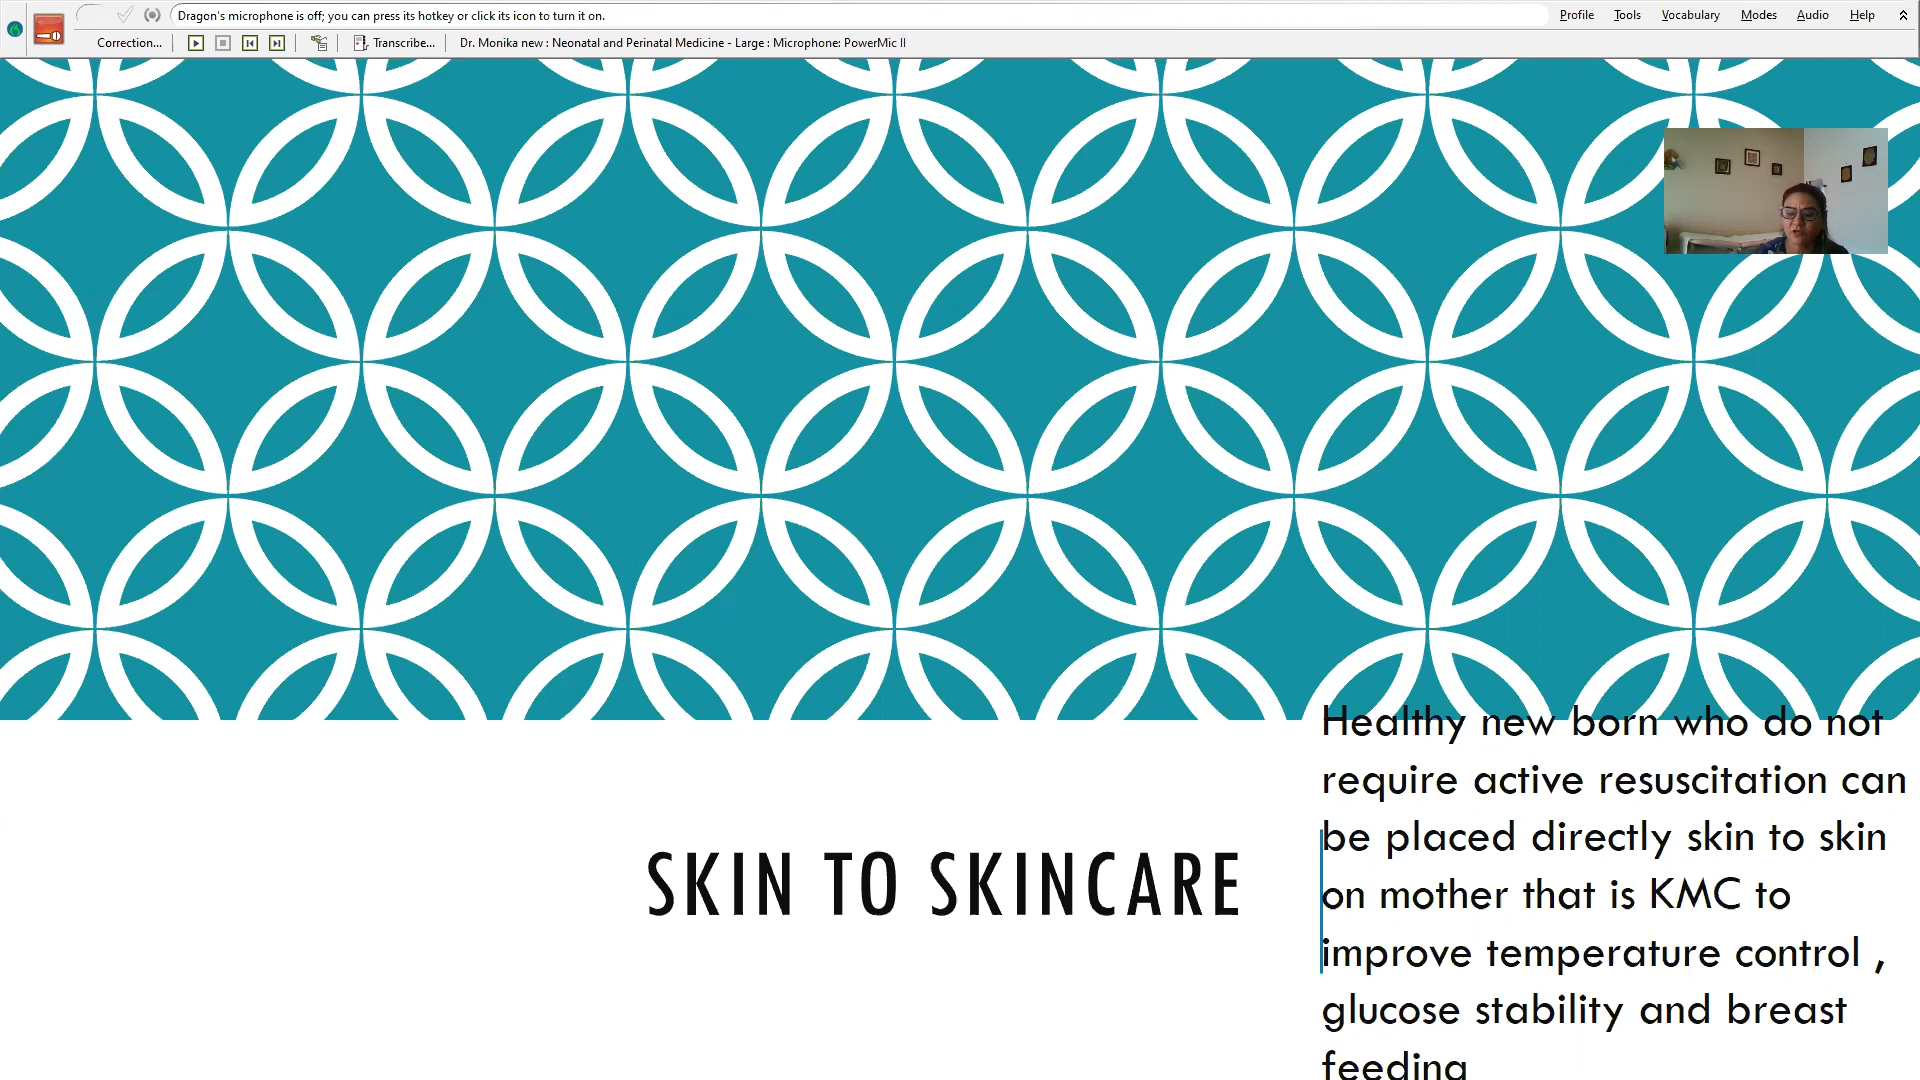 Dragon's microphone is off; you can press its hotkey or click its icon to turn it on.
Profile Tools Vocabulary Modes Audio Help
Correction... Transcribe... Dr. Monika new : Neonatal and Perinatal Medicine - Large : Microphone: PowerMic II
SKIN TO SKINCARE
Healthy new born who do not
require active resuscitation can
be placed directly skin to skin
on mother that is KMC to
improve temperature control ,
glucose stability and breast
feeding